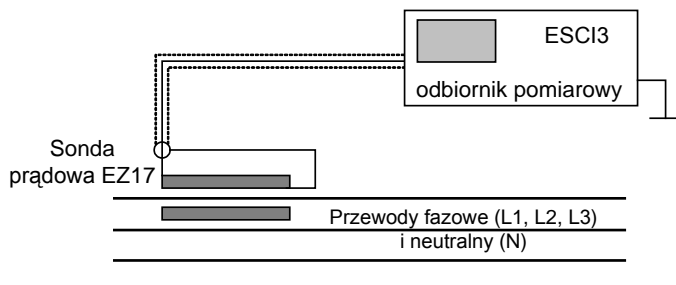 ESCI3
odbiornik pomiarowy
Sonda
prądowa EZ17
Przewody fazowe (L1, L2, L3)
i neutralny (N)